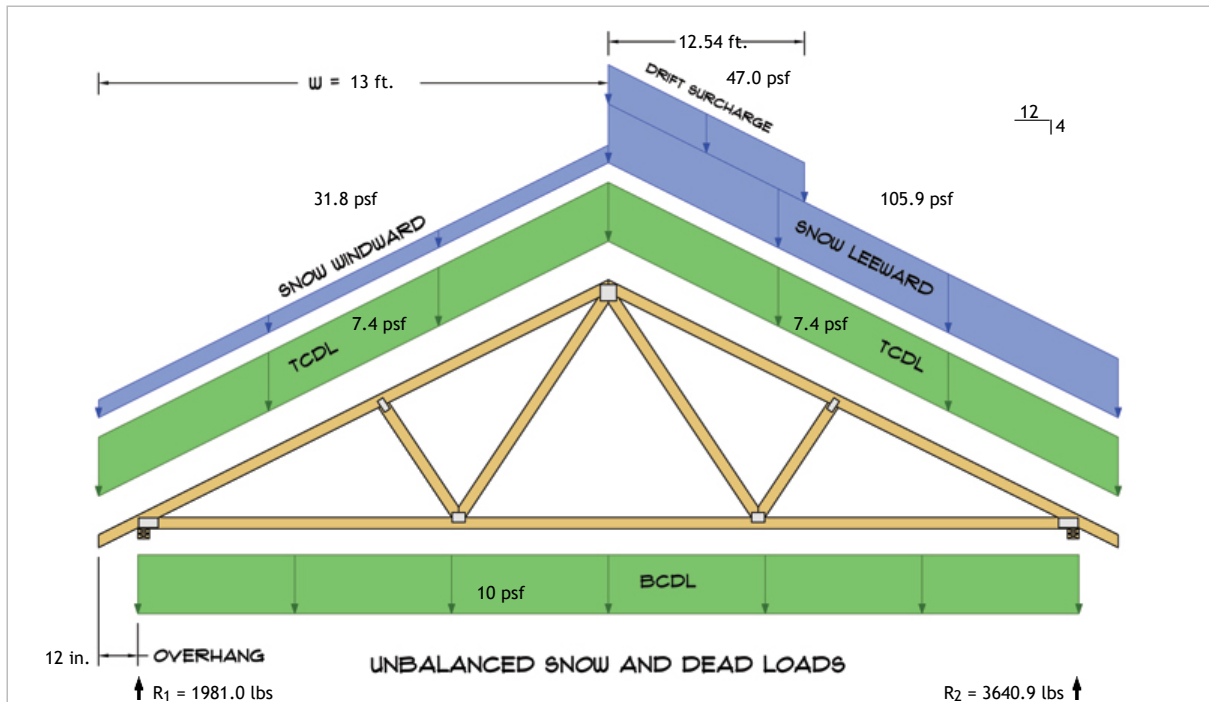 12.54 ft.
DRIFT SURCHARGE
47.0 psf
W = 13 ft.
12
4
31.8 psf
105.9 psf
SNOW WINDWARD
SNOW LEEWARD
7.4 psf
7.4 psf
TCDL
TCDL
10 psf
BCDL
12 in.
OVERHANG
UNBALANCED SNOW AND DEAD LOADS
R1 = 1981.0 lbs
R2 = 3640.9 lbs